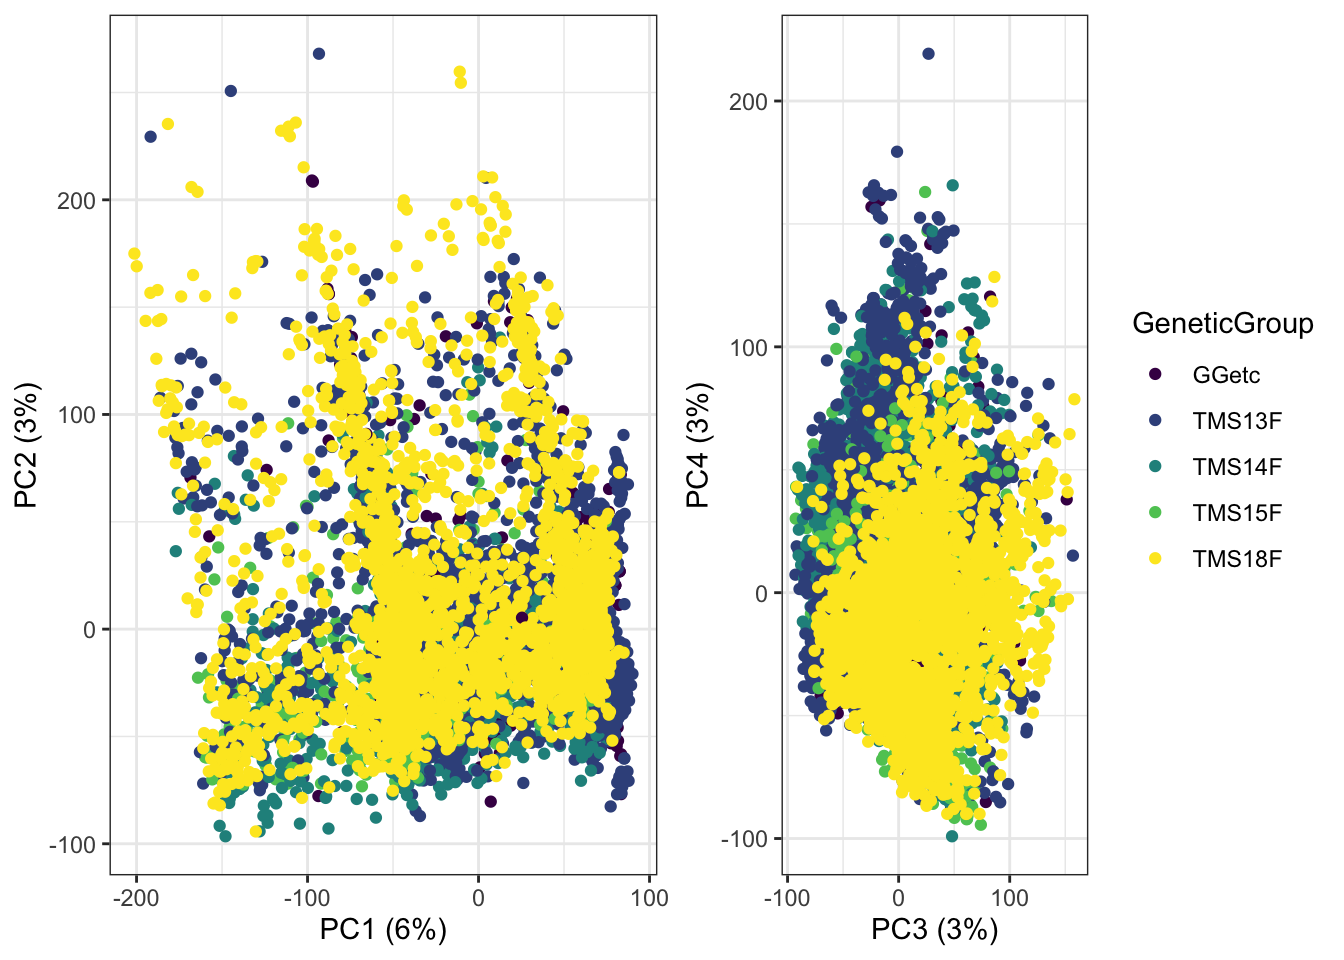 PC2 (3%)
200
100
0
-100
-200
-100
0
100
PC1 (6%)
PC4 (3%)
200
100
0
-100
-100
0
100
PC3 (3%)
GeneticGroup
GGetc
TMS13F
TMS14F
TMS15F
TMS18F